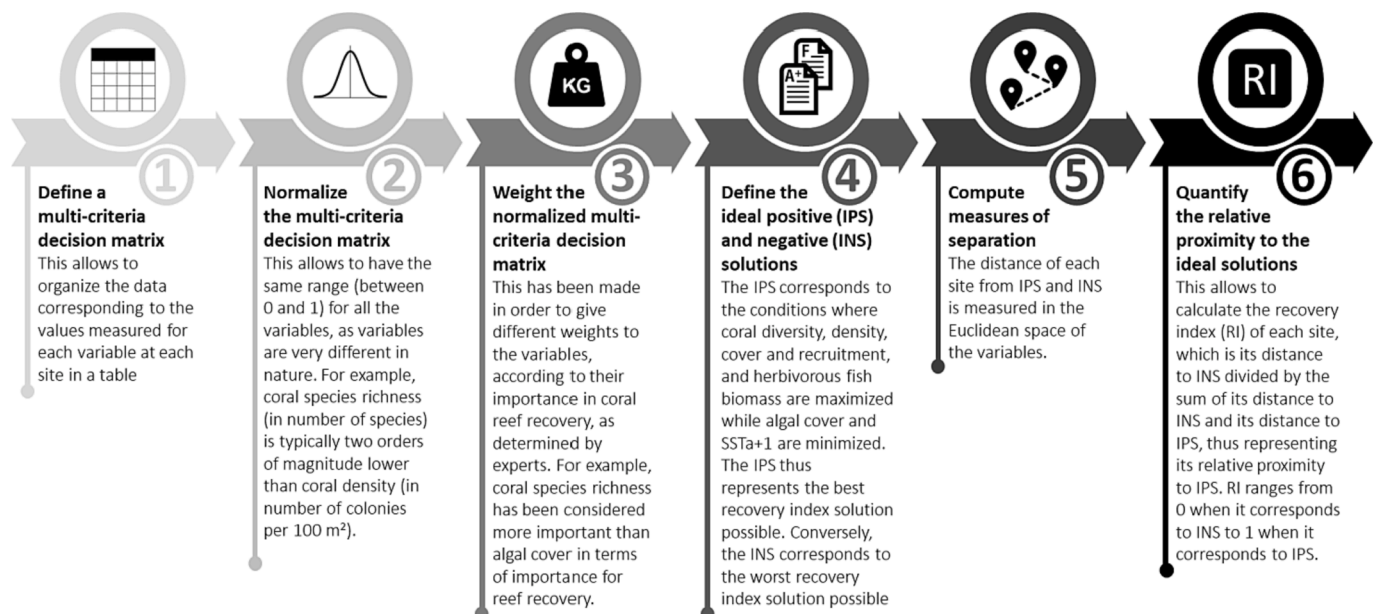 KG
F
A+
RI
1
Define a
multi-criteria
decision matrix
This allows to
organize the data
corresponding to the
values measured for
each variable at each
site in a table
2
Normalize
the multi-criteria
decision matrix
This allows to have the
same range (between
0 and 1) for all the
variables, as variables
are very different in
nature. For example,
coral species richness
(in number of species)
is typically two orders
of magnitude lower
than coral density (in
number of colonies
per 100 m²).
3
Weight the
normalized multi-
criteria decision
matrix
This has been made
in order to give
different weights to
the variables,
according to their
importance in coral
reef recovery, as
determined by
experts. For example,
coral species richness
has been considered
more important than
algal cover in terms
of importance for
reef recovery.
4
Define the
ideal positive (IPS)
and negative (INS)
solutions
The IPS corresponds to
the conditions where
coral diversity, density,
cover and recruitment,
and herbivorous fish
biomass are maximized
while algal cover and
SSTa+1 are minimized.
The IPS thus
represents the best
recovery index solution
possible. Conversely,
the INS corresponds to
the worst recovery
index solution possible
5
Compute
measures of
separation
The distance of each
site from IPS and INS
is measured in the
Euclidean space of
the variables.
6
Quantify
the relative
proximity to the
ideal solutions
This allows to
calculate the recovery
index (RI) of each site,
which is its distance
to INS divided by the
sum of its distance to
INS and its distance to
IPS, thus representing
its relative proximity
to IPS. RI ranges from
0 when it corresponds
to INS to 1 when it
corresponds to IPS.